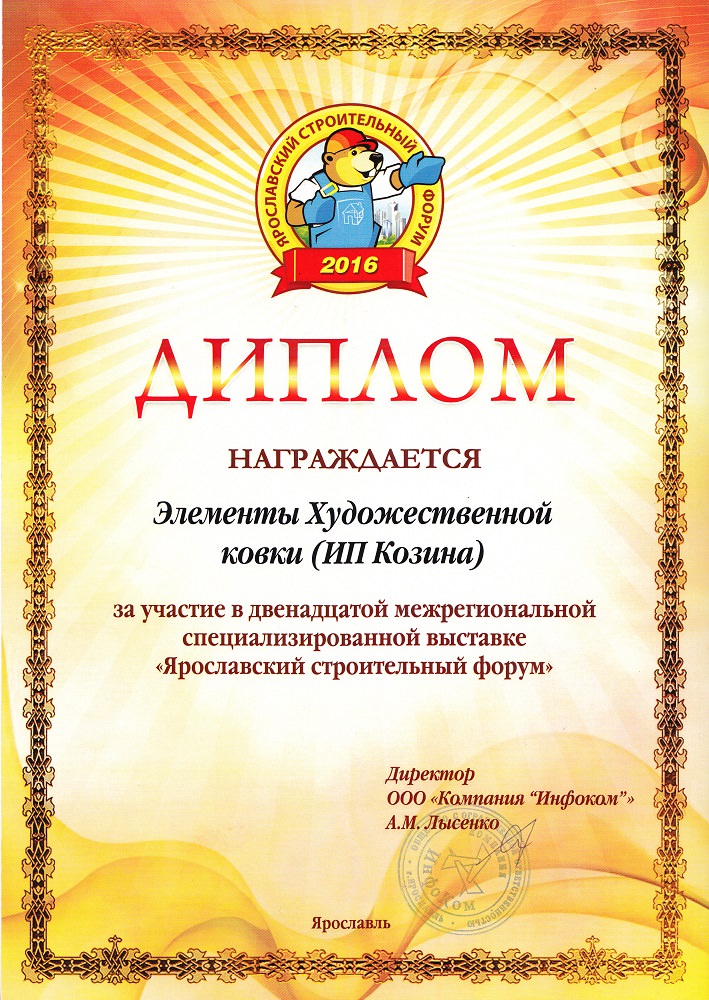 ЯРОСЛАВСКИЙ СТРОИТЕЛЬНЫЙ ФОРУМ
2016
ДИПЛОМ
НАГРАЖДАЕТСЯ
Элементы Художественной
ковки (ИП Козина)
за участие в двенадцатой межрегиональной
специализированной выставке
«Ярославский строительный форум»
Директор
ООО «Компания “Инфоком”»
А.М. Лысенко
ИНфоКом
Ярославль